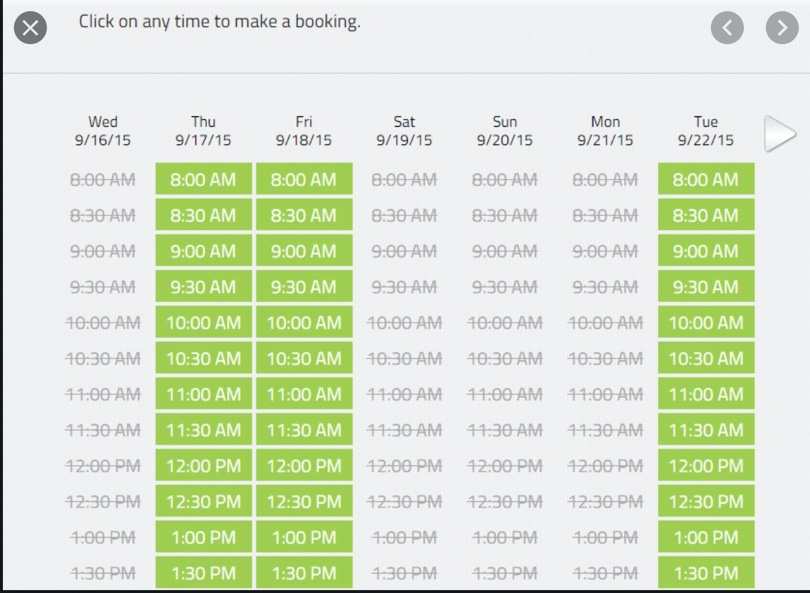 Click on any time to make a booking.
Wed Thu Fri Sat Sun Mon Tue
9/16/15 9/17/15 9/18/15 9/19/15 9/20/15 9/21/15 9/22/15
8:00 AM 8:00 AM 8:00 AM 8:00 AM 8:00 AM 8:00 AM 8:00 AM
8:30 AM 8:30 AM 8:30 AM 8:30 AM 8:30 AM 8:30 AM 8:30 AM
9:00 AM 9:00 AM 9:00 AM 9:00 AM 9:00 AM 9:00 AM 9:00 AM
9:30 AM 9:30 AM 9:30 AM 9:30 AM 9:30 AM 9:30 AM 9:30 AM
10:00 AM 10:00 AM 10:00 AM 10:00 AM 10:00 AM 10:00 AM 10:00 AM
10:30 AM 10:30 AM 10:30 AM 10:30 AM 10:30 AM 10:30 AM 10:30 AM
11:00 AM 11:00 AM 11:00 AM 11:00 AM 11:00 AM 11:00 AM 11:00 AM
11:30 AM 11:30 AM 11:30 AM 11:30 AM 11:30 AM 11:30 AM 11:30 AM
12:00 PM 12:00 PM 12:00 PM 12:00 PM 12:00 PM 12:00 PM 12:00 PM
12:30 PM 12:30 PM 12:30 PM 12:30 PM 12:30 PM 12:30 PM 12:30 PM
1:00 PM 1:00 PM 1:00 PM 1:00 PM 1:00 PM 1:00 PM 1:00 PM
1:30 PM 1:30 PM 1:30 PM 1:30 PM 1:30 PM 1:30 PM 1:30 PM